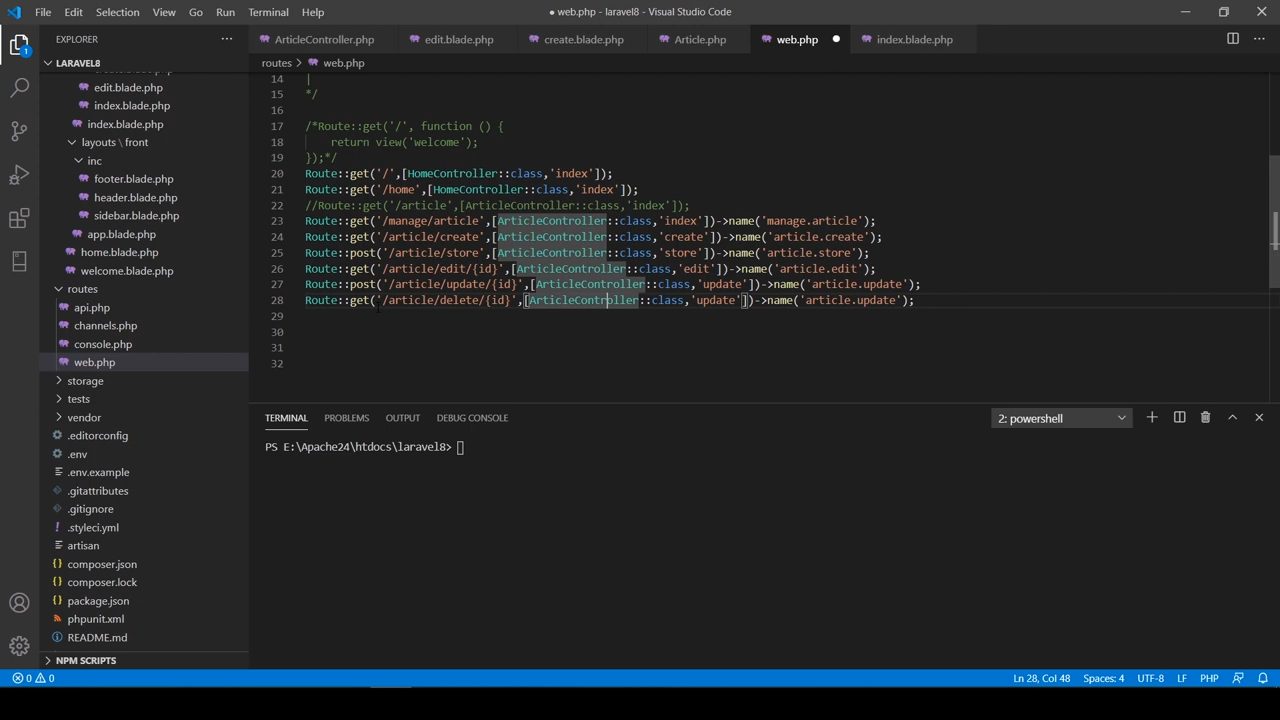 File Edit Selection View Go Run Terminal Help
● web.php - laravel8 - Visual Studio Code
EXPLORER
ArticleController.php
edit.blade.php
create.blade.php
Article.php
web.php
index.blade.php
LARAVEL8
routes > web.php
edit.blade.php
index.blade.php
index.blade.php
layouts \ front
inc
footer.blade.php
header.blade.php
sidebar.blade.php
app.blade.php
home.blade.php
welcome.blade.php
routes
api.php
channels.php
console.php
web.php
storage
tests
vendor
.editorconfig
.env
.env.example
.gitattributes
.gitignore
.styleci.yml
artisan
composer.json
composer.lock
package.json
phpunit.xml
README.md
NPM SCRIPTS
14 |
15 */
16
17 /*Route::get('/', function () {
18 return view('welcome');
19 });*/
20 Route::get('/',[HomeController::class,'index']);
21 Route::get('/home',[HomeController::class,'index']);
22 //Route::get('/article',[ArticleController::class,'index']);
23 Route::get('/manage/article',[ArticleController::class,'index'])->name('manage.article');
24 Route::get('/article/create',[ArticleController::class,'create'])->name('article.create');
25 Route::post('/article/store',[ArticleController::class,'store'])->name('article.store');
26 Route::get('/article/edit/{id}',[ArticleController::class,'edit'])->name('article.edit');
27 Route::post('/article/update/{id}',[ArticleController::class,'update'])->name('article.update');
28 Route::get('/article/delete/{id}',[ArticleController::class,'update'])->name('article.update');
29
30
31
32
TERMINAL PROBLEMS OUTPUT DEBUG CONSOLE
2: powershell
PS E:\Apache24\htdocs\laravel8>
0 0
Ln 28, Col 48 Spaces: 4 UTF-8 LF PHP